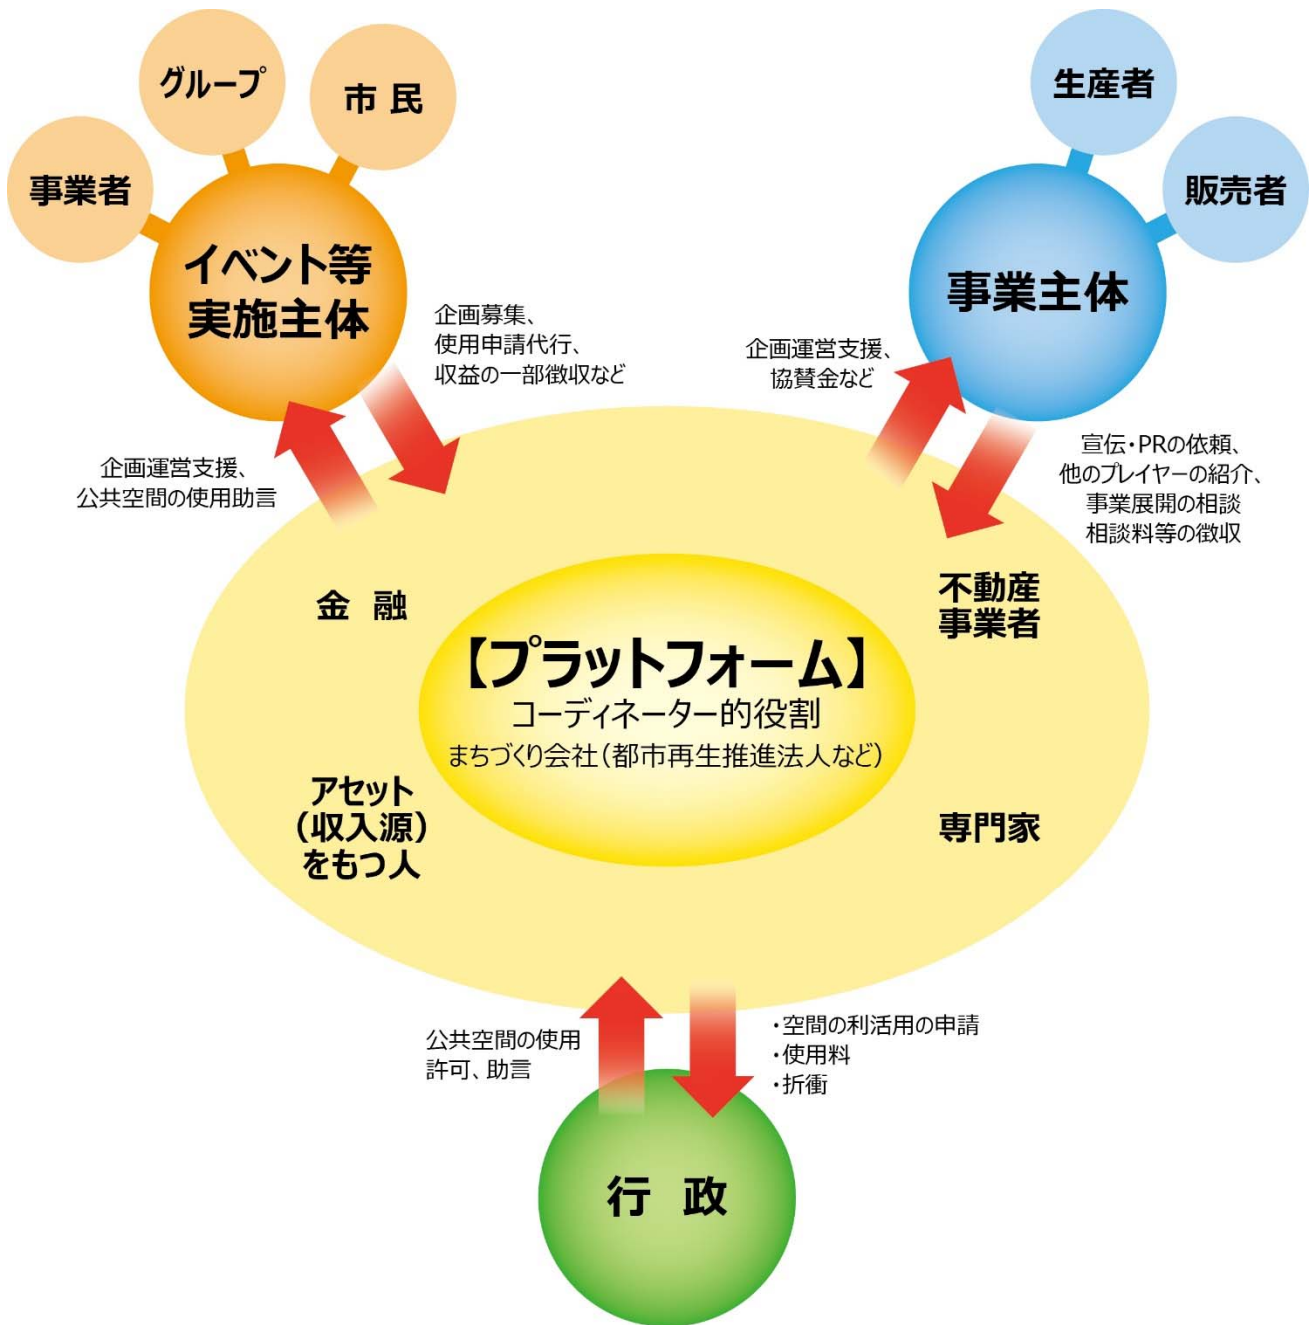 グループ
市 民
事業者
イベント等
実施主体
企画募集、
使用申請代行、
収益の一部徴収など
企画運営支援、
公共空間の使用助言
生産者
販売者
事業主体
企画運営支援、
協賛金など
宣伝・PRの依頼、
他のプレイヤーの紹介、
事業展開の相談
相談料等の徴収
金 融
不動産
事業者
【プラットフォーム】
コーディネーター的役割
まちづくり会社(都市再生推進法人など)
アセット
(収入源)
をもつ人
専門家
公共空間の使用
許可、助言
・空間の利活用の申請
・使用料
・折衝
行 政